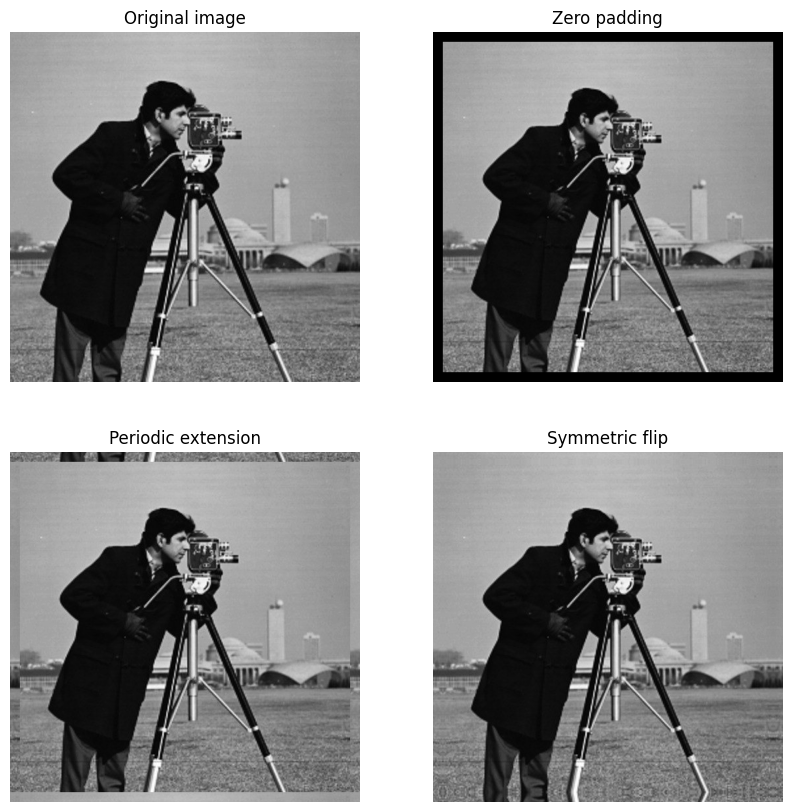 Original image
Zero padding
Periodic extension
Symmetric flip